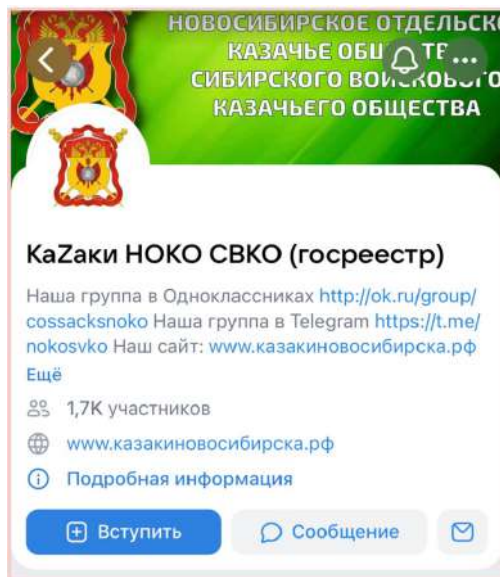 НОВОСИБИРСКОЕ ОТДЕЛЬСК
КАЗАЧЬЕ
СИБИРСКОГО ВОЙСКОВОГО
КАЗАЧЬЕГО ОБЩЕСТВА
КаZаки НОКО СВКО (госреестр)
Наша группа в Одноклассниках http://ok.ru/group/
cossacksnoko Наша группа в Telegram https://t.me/
nokosvko Наш сайт: www.казакиновосибирска.рф
Ещё
1,7K участников
www.казакиновосибирска.рф
Подробная информация
Вступить
Сообщение